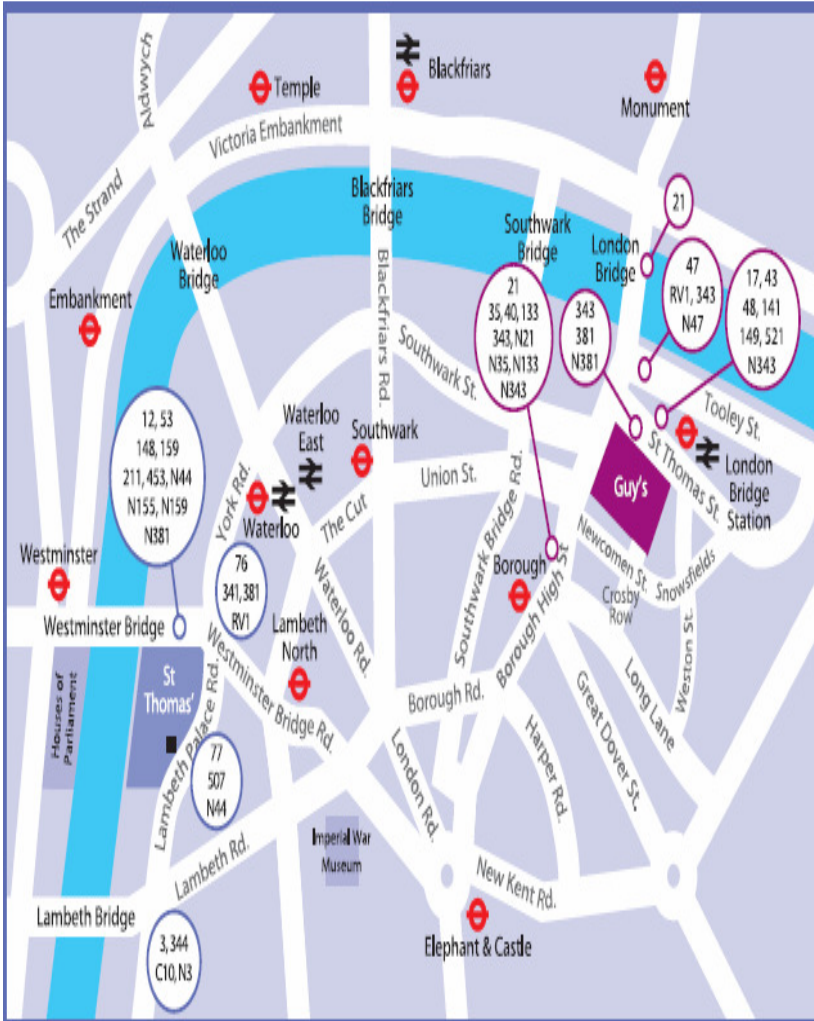 Aldwych
Temple
Blackfriars
Monument
Victoria Embankment
The Strand
Blackfriars
Bridge
Waterloo
Bridge
Southwark
Bridge
London
Bridge
21
47
RV1, 343
N47
17, 43
48, 141
149, 521
N343
Embankment
Blackfriars Rd.
21
35, 40, 133
343, N21
N35, N133
N343
343
381
N381
Southwark St.
Tooley St.
12, 53
148, 159
211, 453, N44
N155, N159
N381
Waterloo
East
Southwark
Union St.
Guy's
St Thomas St.
London
Bridge
Station
York Rd.
Waterloo
The Cut
Southwark Bridge Rd.
Newcomen St.
Snowsfields
Westminster
76
341, 381
RV1
Waterloo Rd.
Borough
Borough High St
Crosby
Row
Westminster Bridge
Lambeth
North
Weston St.
St
Thomas'
Houses of
Parliament
Lambeth Palace Rd.
Westminster Bridge Rd.
Borough Rd.
Long Lane
Great Dover St.
77
507
N44
London Rd.
Harper Rd.
Lambeth Rd.
Imperial War
Museum
New Kent Rd.
Lambeth Bridge
Elephant & Castle
3, 344
C10, N3